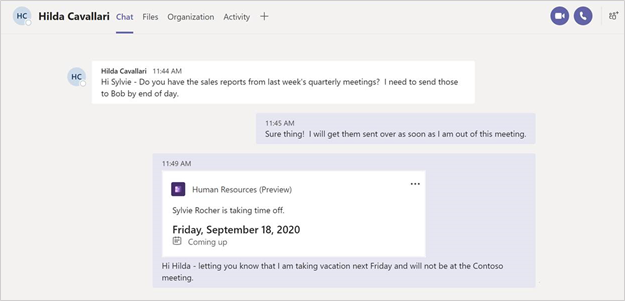 HC Hilda Cavallari Chat Files Organization Activity
Hilda Cavallari 11:44 AM
HC
Hi Sylvie - Do you have the sales reports from last week's quarterly meetings? I need to send those
to Bob by end of day.
11:45 AM
Sure thing! I will get them sent over as soon as I am out of this meeting.
11:49 AM
Human Resources (Preview)
Sylvie Rocher is taking time off.
Friday, September 18, 2020
Coming up
Hi Hilda - letting you know that I am taking vacation next Friday and will not be at the Contoso
meeting.